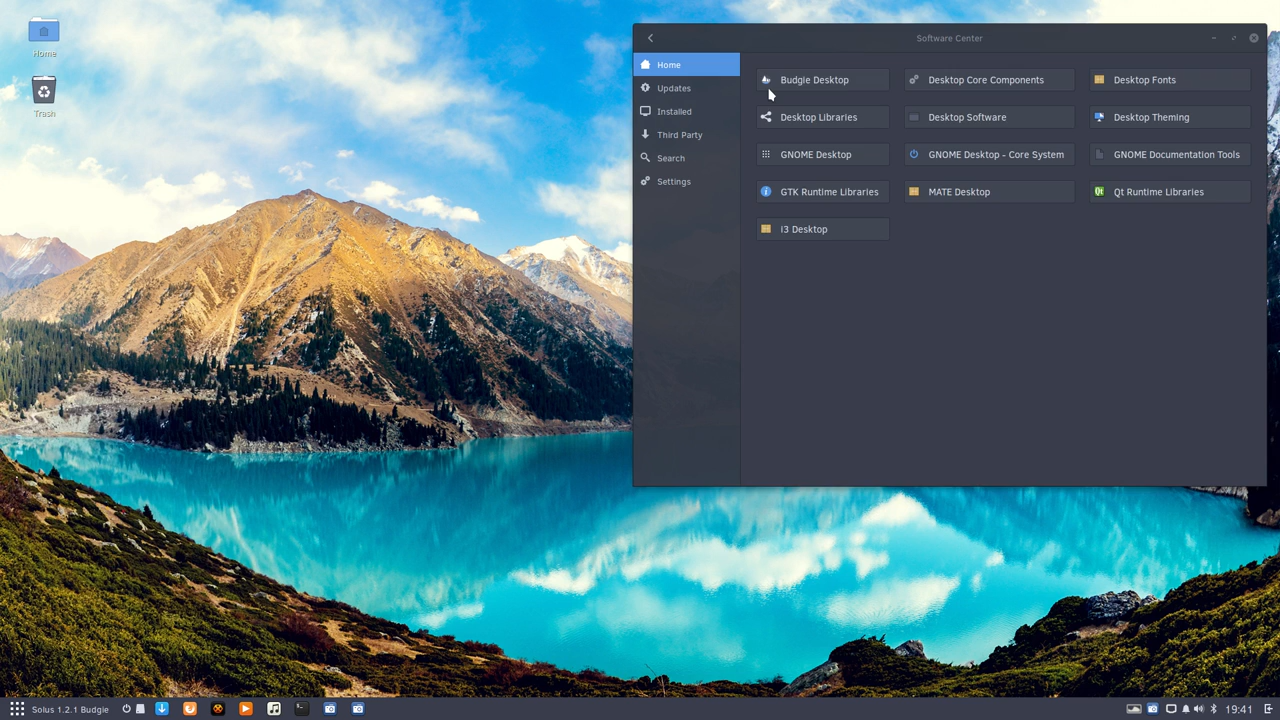 Home
Trash
Software Center
Home
Updates
Installed
Third Party
Search
Settings
Budgie Desktop
Desktop Core Components
Desktop Fonts
Desktop Libraries
Desktop Software
Desktop Theming
GNOME Desktop
GNOME Desktop - Core System
GNOME Documentation Tools
GTK Runtime Libraries
MATE Desktop
Qt Qt Runtime Libraries
i3 Desktop
Solus 1.2.1 Budgie
19:41